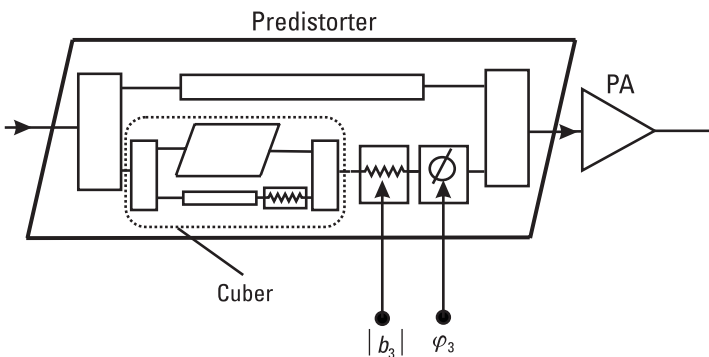 Predistorter
PA
Cuber
|b₃|
φ₃